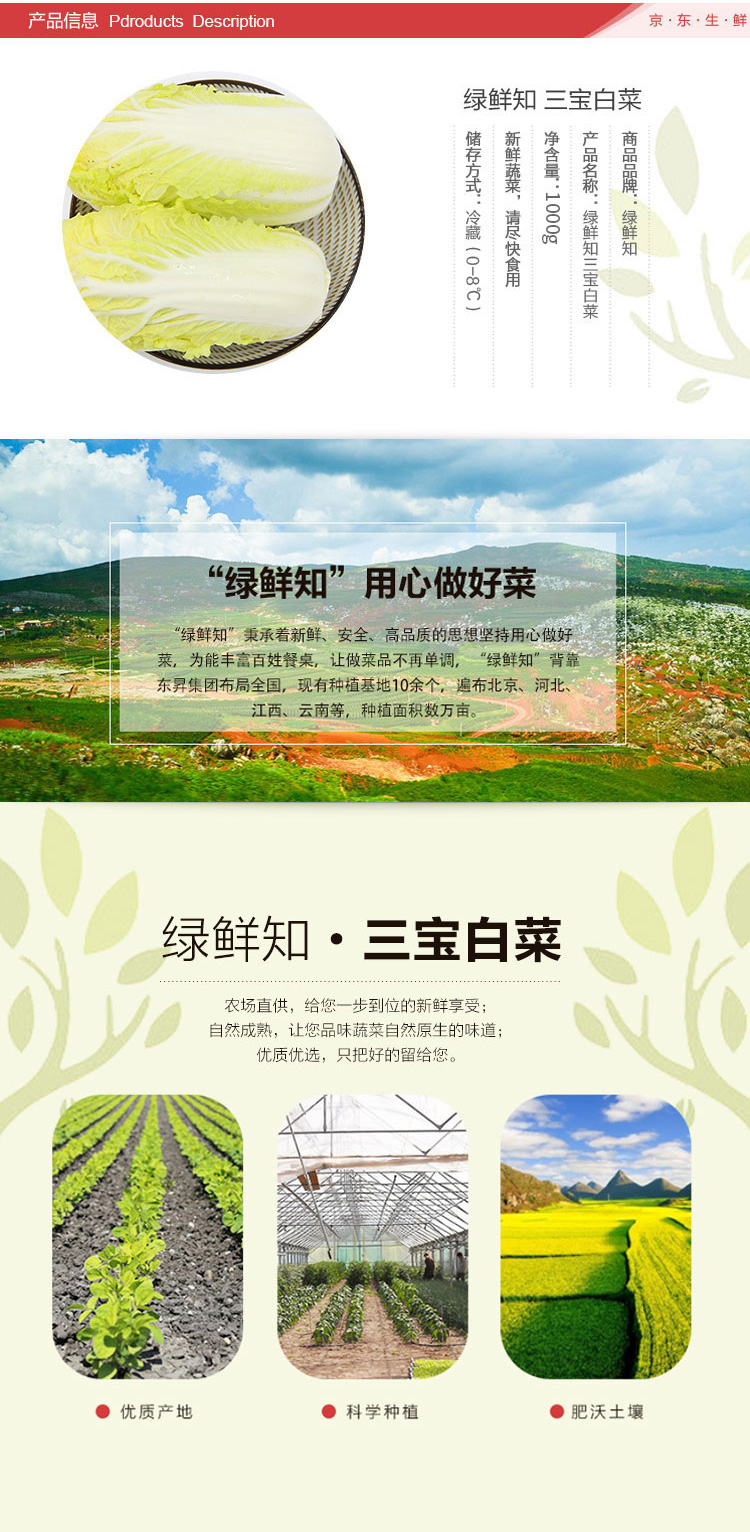 产品信息 Pdroducts Description
京·东·生·鲜
绿鲜知 三宝白菜
商品品牌：绿鲜知
产品名称：绿鲜知三宝白菜
净含量：1000g
新鲜蔬菜，请尽快食用
储存方式：冷藏（0-8℃）
“绿鲜知”用心做好菜
“绿鲜知”秉承着新鲜、安全、高品质的思想坚持用心做好
菜，为能丰富百姓餐桌，让做菜品不再单调，“绿鲜知”背靠
东昇集团布局全国，现有种植基地10余个，遍布北京、河北、
江西、云南等，种植面积数万亩。
绿鲜知·三宝白菜
农场直供，给您一步到位的新鲜享受；
自然成熟，让您品味蔬菜自然原生的味道；
优质优选，只把好的留给您。
优质产地
科学种植
肥沃土壤